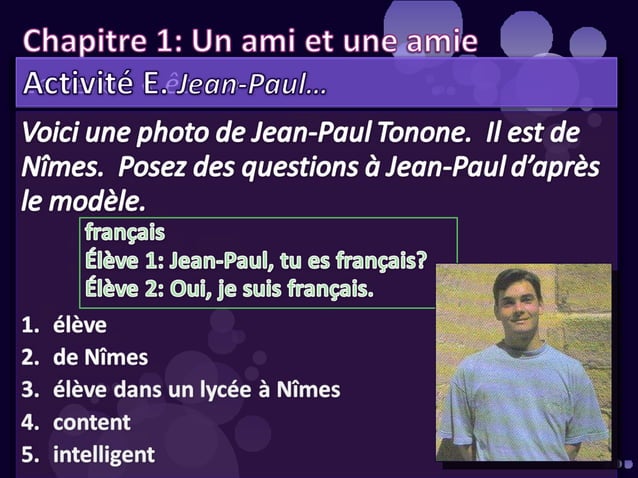 Chapitre 1: Un ami et une amie
Activité E. ê Jean-Paul...
Voici une photo de Jean-Paul Tonone. Il est de
Nîmes. Posez des questions à Jean-Paul d'après
le modèle.
français
Élève 1: Jean-Paul, tu es français?
Élève 2: Oui, je suis français.
1. élève
2. de Nîmes
3. élève dans un lycée à Nîmes
4. content
5. intelligent